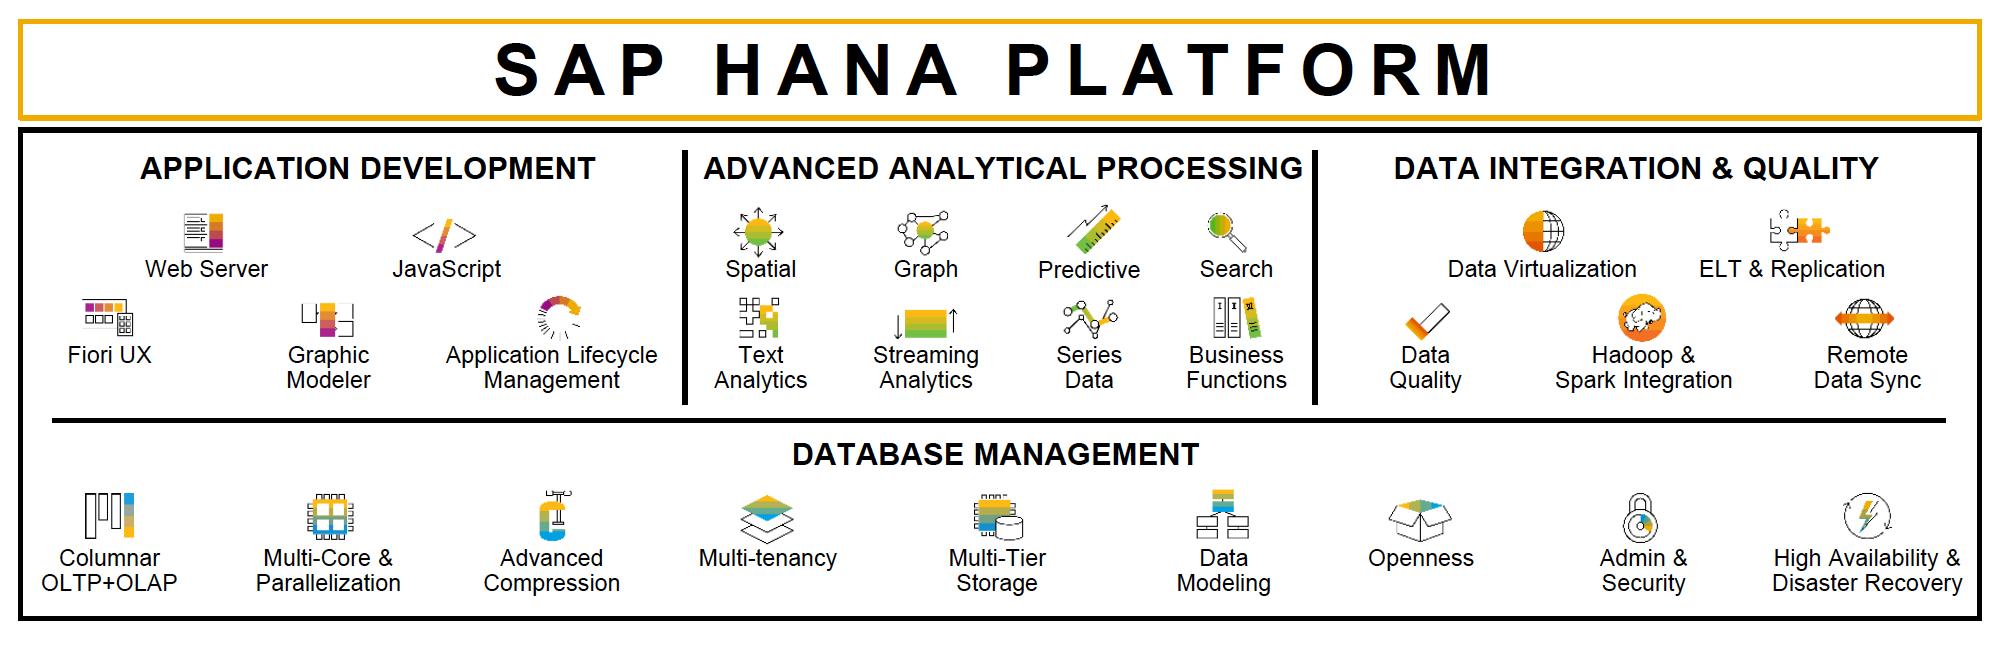 SAP HANA PLATFORM
APPLICATION DEVELOPMENT
Web Server
JavaScript
Fiori UX
Graphic
Modeler
Application Lifecycle
Management
ADVANCED ANALYTICAL PROCESSING
Spatial
Graph
Predictive
Search
Text
Analytics
Streaming
Analytics
Series
Data
Business
Functions
DATA INTEGRATION & QUALITY
Data Virtualization
ELT & Replication
Data
Quality
Hadoop &
Spark Integration
Remote
Data Sync
DATABASE MANAGEMENT
Columnar
OLTP+OLAP
Multi-Core &
Parallelization
Advanced
Compression
Multi-tenancy
Multi-Tier
Storage
Data
Modeling
Openness
Admin &
Security
High Availability &
Disaster Recovery